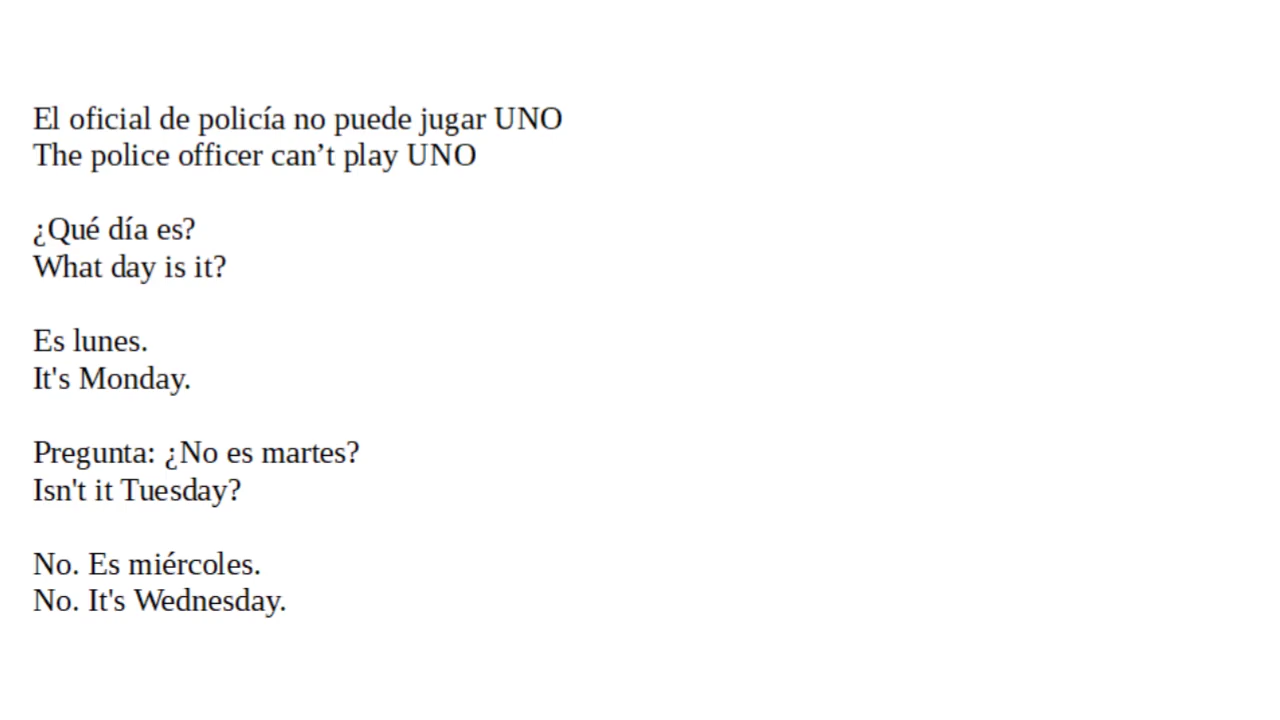 El oficial de policía no puede jugar UNO
The police officer can’t play UNO
¿Qué día es?
What day is it?
Es lunes.
It's Monday.
Pregunta: ¿No es martes?
Isn't it Tuesday?
No. Es miércoles.
No. It's Wednesday.